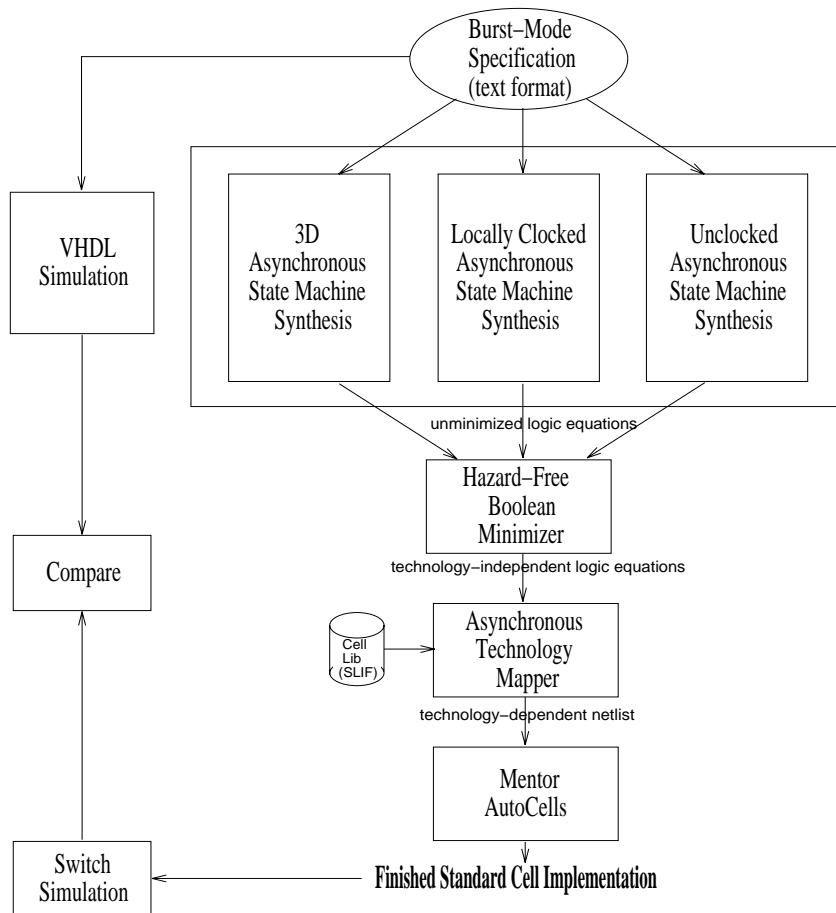 Burst–Mode
Specification
(text format)
VHDL
Simulation
3D
Asynchronous
State Machine
Synthesis
Locally Clocked
Asynchronous
State Machine
Synthesis
Unclocked
Asynchronous
State Machine
Synthesis
unminimized logic equations
Hazard–Free
Boolean
Minimizer
technology–independent logic equations
Compare
Cell
Lib
(SLIF)
Asynchronous
Technology
Mapper
technology–dependent netlist
Mentor
AutoCells
Finished Standard Cell Implementation
Switch
Simulation